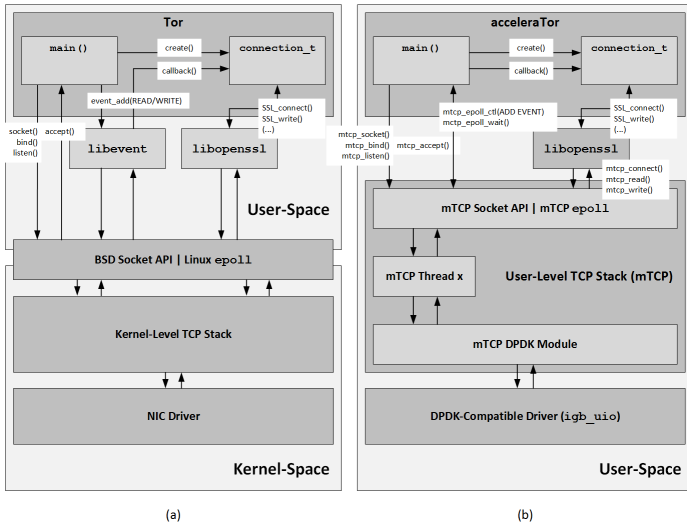 Tor
main()
create()
connection_t
callback()
event_add(READ/WRITE)
SSL_connect()
SSL_write()
(...)
socket()
bind()
listen()
accept()
libevent
libopenssl
User-Space
BSD Socket API | Linux epoll
Kernel-Level TCP Stack
NIC Driver
Kernel-Space
(a)
acceleraTor
main()
create()
connection_t
callback()
mtcp_epoll_ctl(ADD EVENT)
mtcp_epoll_wait()
SSL_connect()
SSL_write()
(...)
mtcp_socket()
mtcp_bind()
mtcp_listen()
mtcp_accept()
libopenssl
mtcp_connect()
mtcp_read()
mtcp_write()
mTCP Socket API | mTCP epoll
mTCP Thread x
User-Level TCP Stack (mTCP)
mTCP DPDK Module
DPDK-Compatible Driver (igb_uio)
User-Space
(b)